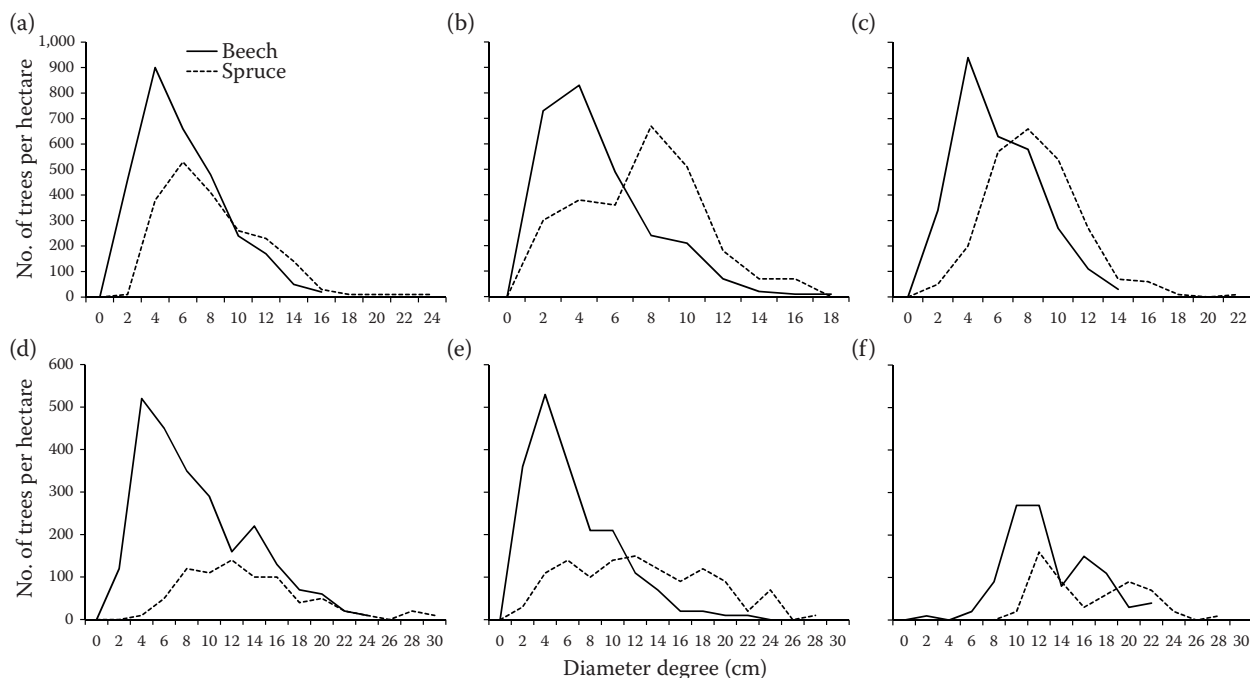 (a)
(b)
(c)
1,000
900
800
700
600
500
400
300
200
100
0
No. of trees per hectare
Beech
Spruce
0 2 4 6 8 10 12 14 16 18 20 22 24
0 2 4 6 8 10 12 14 16 18
0 2 4 6 8 10 12 14 16 18 20 22
(d)
(e)
(f)
600
500
400
300
200
100
0
No. of trees per hectare
0 2 4 6 8 10 12 14 16 18 20 22 24 26 28 30
0 2 4 6 8 10 12 14 16 18 20 22 24 26 28 30
0 2 4 6 8 10 12 14 16 18 20 22 24 26 28 30
Diameter degree (cm)